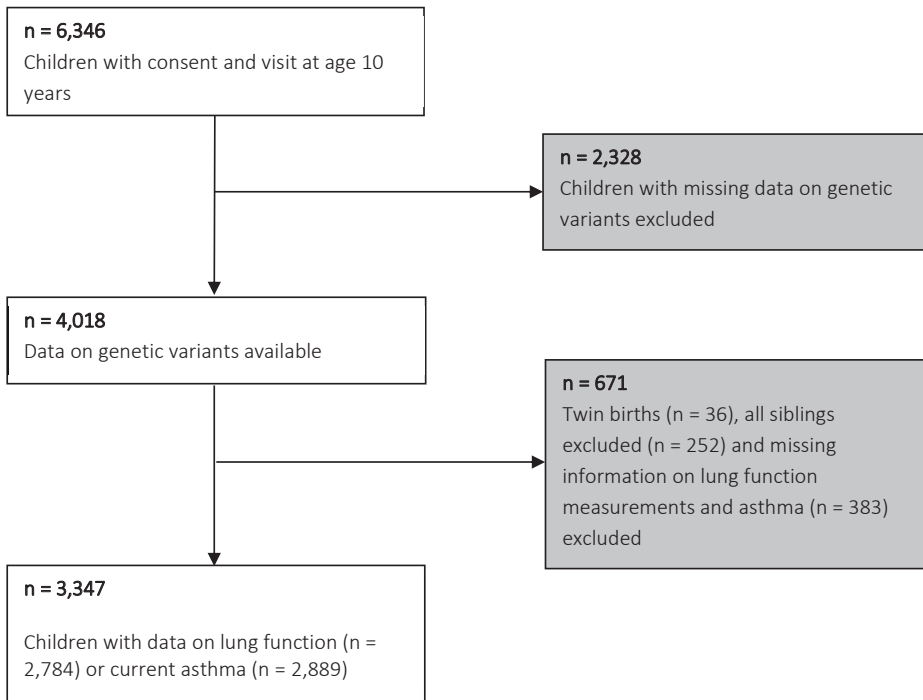 n = 6,346
Children with consent and visit at age 10
years
n = 2,328
Children with missing data on genetic
variants excluded
n = 4,018
Data on genetic variants available
n = 671
Twin births (n = 36), all siblings
excluded (n = 252) and missing
information on lung function
measurements and asthma (n = 383)
excluded
n = 3,347
Children with data on lung function (n =
2,784) or current asthma (n = 2,889)